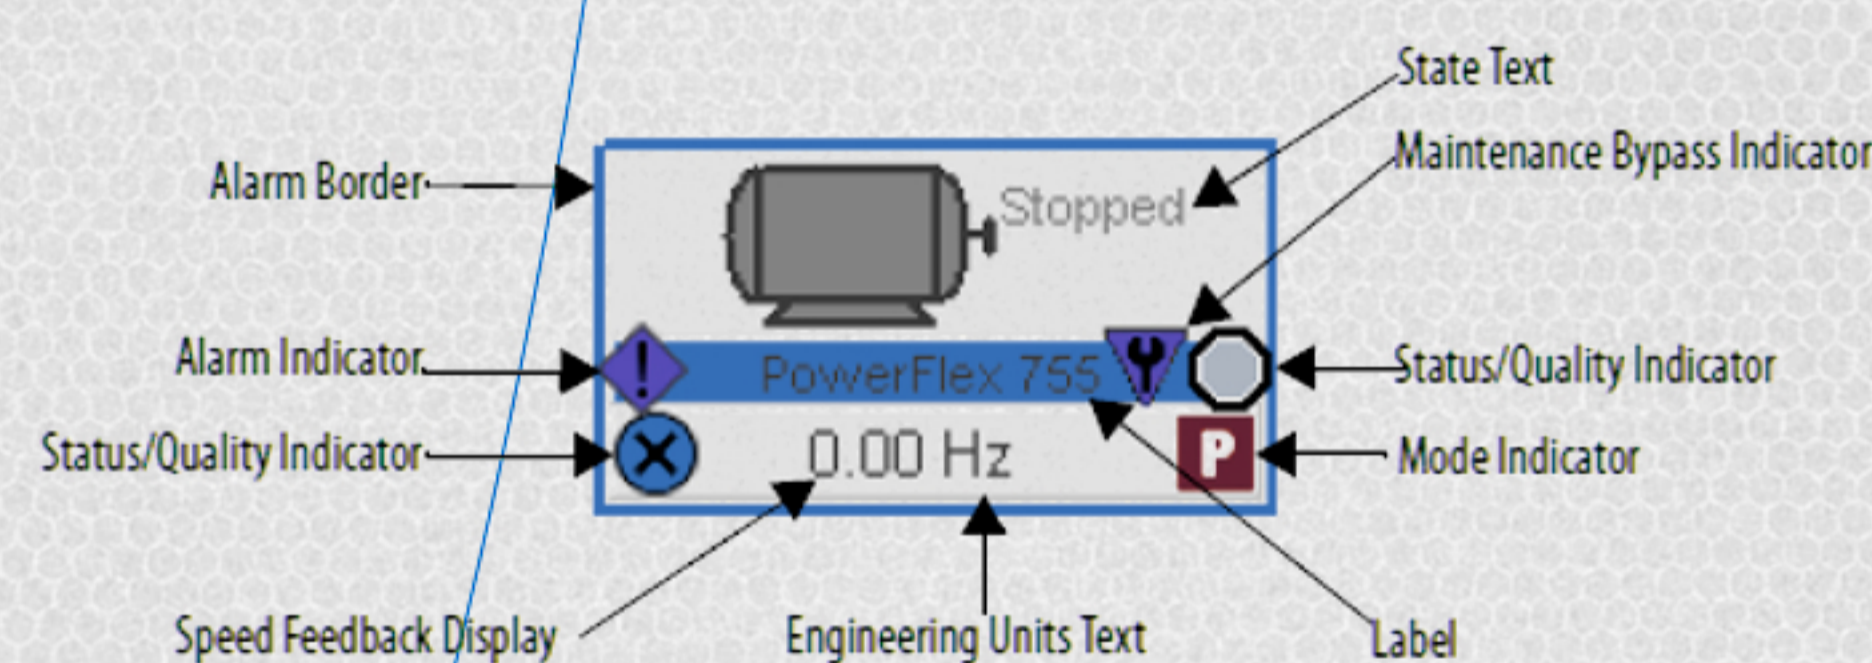 State Text
Maintenance Bypass Indicator
Alarm Border
Stopped
Alarm Indicator
!
PowerFlex 755
Status/Quality Indicator
Status/Quality Indicator
0.00 Hz
P
Mode Indicator
Speed Feedback Display
Engineering Units Text
Label